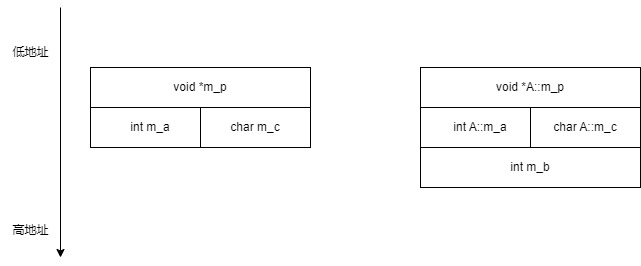 低地址
void *m_p
void *A::m_p
int m_a
char m_c
int A::m_a
char A::m_c
int m_b
高地址